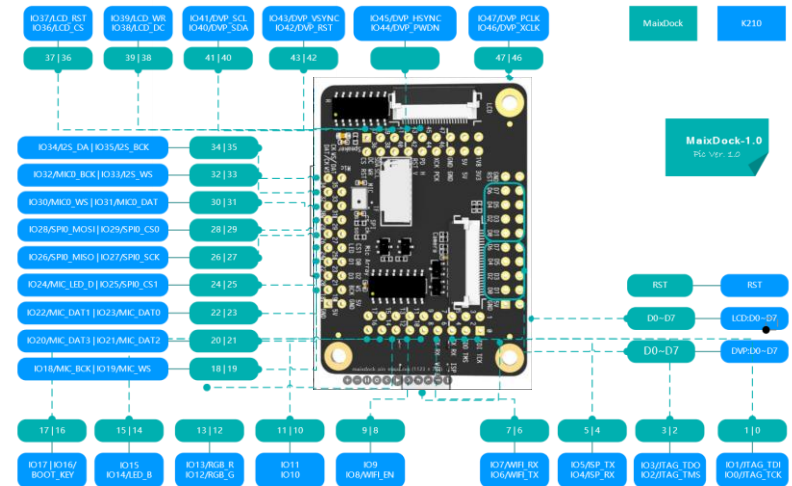 IO37/LCD_RST
IO36/LCD_CS
IO39/LCD_WR
IO38/LCD_DC
IO41/DVP_SCL
IO40/DVP_SDA
IO43/DVP_VSYNC
IO42/DVP_RST
IO45/DVP_HSYNC
IO44/DVP_PWDN
IO47/DVP_PCLK
IO46/DVP_XCLK
MaixDock
K210
37|36
39|38
41|40
43|42
47|46
MaixDock-1.0
Pic Ver. 1.0
IO34/I2S_DA|IO35/I2S_BCK
34|35
IO32/MIC0_BCK|IO33/I2S_WS
32|33
IO30/MIC0_WS|IO31/MIC0_DAT
30|31
IO28/SPI0_MOSI|IO29/SPI0_CS0
28|29
IO26/SPI0_MISO|IO27/SPI0_SCK
26|27
IO24/MIC_LED_D|IO25/SPI0_CS1
24|25
IO22/MIC_DAT1|IO23/MIC_DAT0
22|23
IO20/MIC_DAT3|IO21/MIC_DAT2
20|21
IO18/MIC_BCK|IO19/MIC_WS
18|19
LCD
Speaker
Mic
Mic Array
Camera
RST
RST
D0~D7
LCD:D0~D7
D0~D7
DVP:D0~D7
17|16
15|14
13|12
11|10
9|8
7|6
5|4
3|2
1|0
IO17|IO16/
BOOT_KEY
IO15
IO14/LED_B
IO13/RGB_R
IO12/RGB_G
IO11
IO10
IO9
IO8/WIFI_EN
IO7/WIFI_RX
IO6/WIFI_TX
IO5/ISP_TX
IO4/ISP_RX
IO3/JTAG_TDO
IO2/JTAG_TMS
IO1/JTAG_TDI
IO0/JTAG_TCK